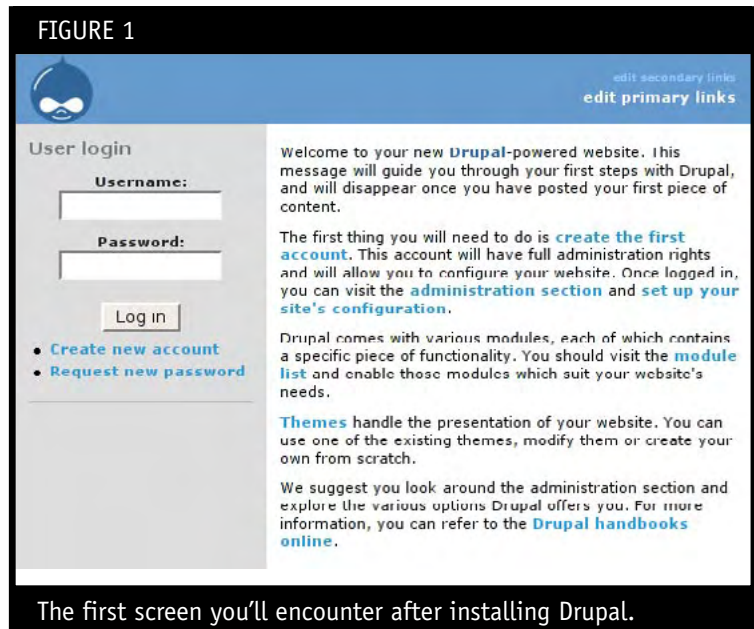 FIGURE 1
edit secondary links
edit primary links
User login
Username:
Password:
Log in
Create new account
Request new password
Welcome to your new Drupal-powered website. This
message will guide you through your first steps with Drupal,
and will disappear once you have posted your first piece of
content.
The first thing you will need to do is create the first
account. This account will have full administration rights
and will allow you to configure your website. Once logged in,
you can visit the administration section and set up your
site's configuration.
Drupal comes with various modules, each of which contains
a specific piece of functionality. You should visit the module
list and enable those modules which suit your website's
needs.
Themes handle the presentation of your website. You can
use one of the existing themes, modify them or create your
own from scratch.
We suggest you look around the administration section and
explore the various options Drupal offers you. For more
information, you can refer to the Drupal handbooks
online.
The first screen you'll encounter after installing Drupal.